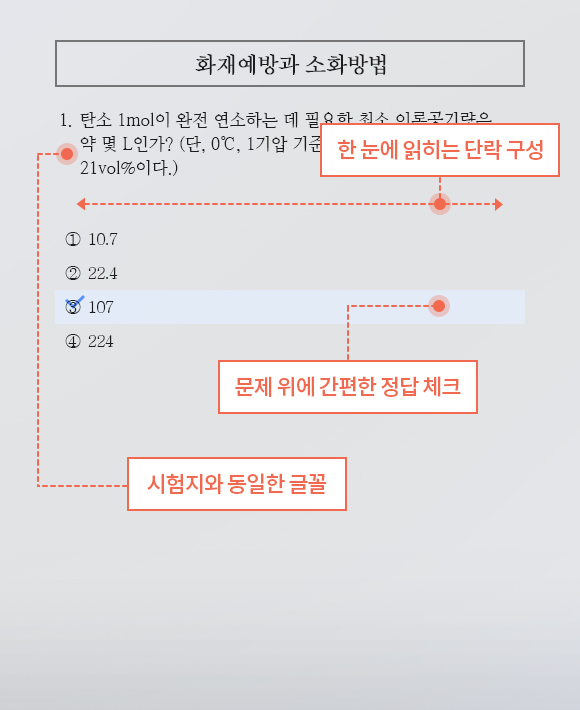 화재예방과 소화방법
1. 탄소 1mol이 완전 연소하는 데 필요한 최소 이론공기량은
약 몇 L인가? (단, 0℃, 1기압 기준
21vol%이다.)
한 눈에 읽히는 단락 구성
① 10.7
② 22.4
③ 107
④ 224
문제 위에 간편한 정답 체크
시험지와 동일한 글꼴